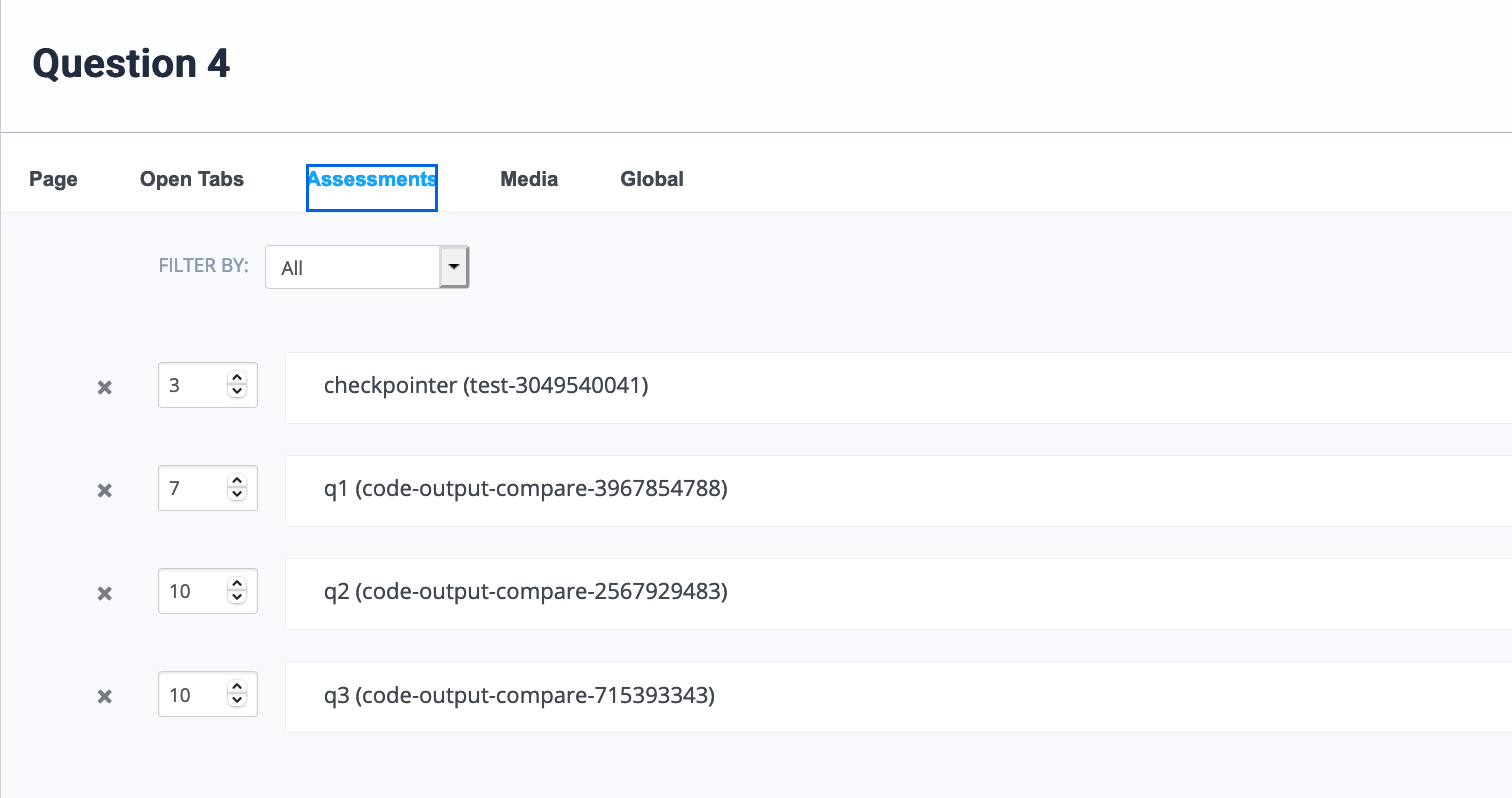 Question 4
Page Open Tabs Assessments Media Global
FILTER BY: All
3 checkpointer (test-3049540041)
7 q1 (code-output-compare-3967854788)
10 q2 (code-output-compare-2567929483)
10 q3 (code-output-compare-715393343)